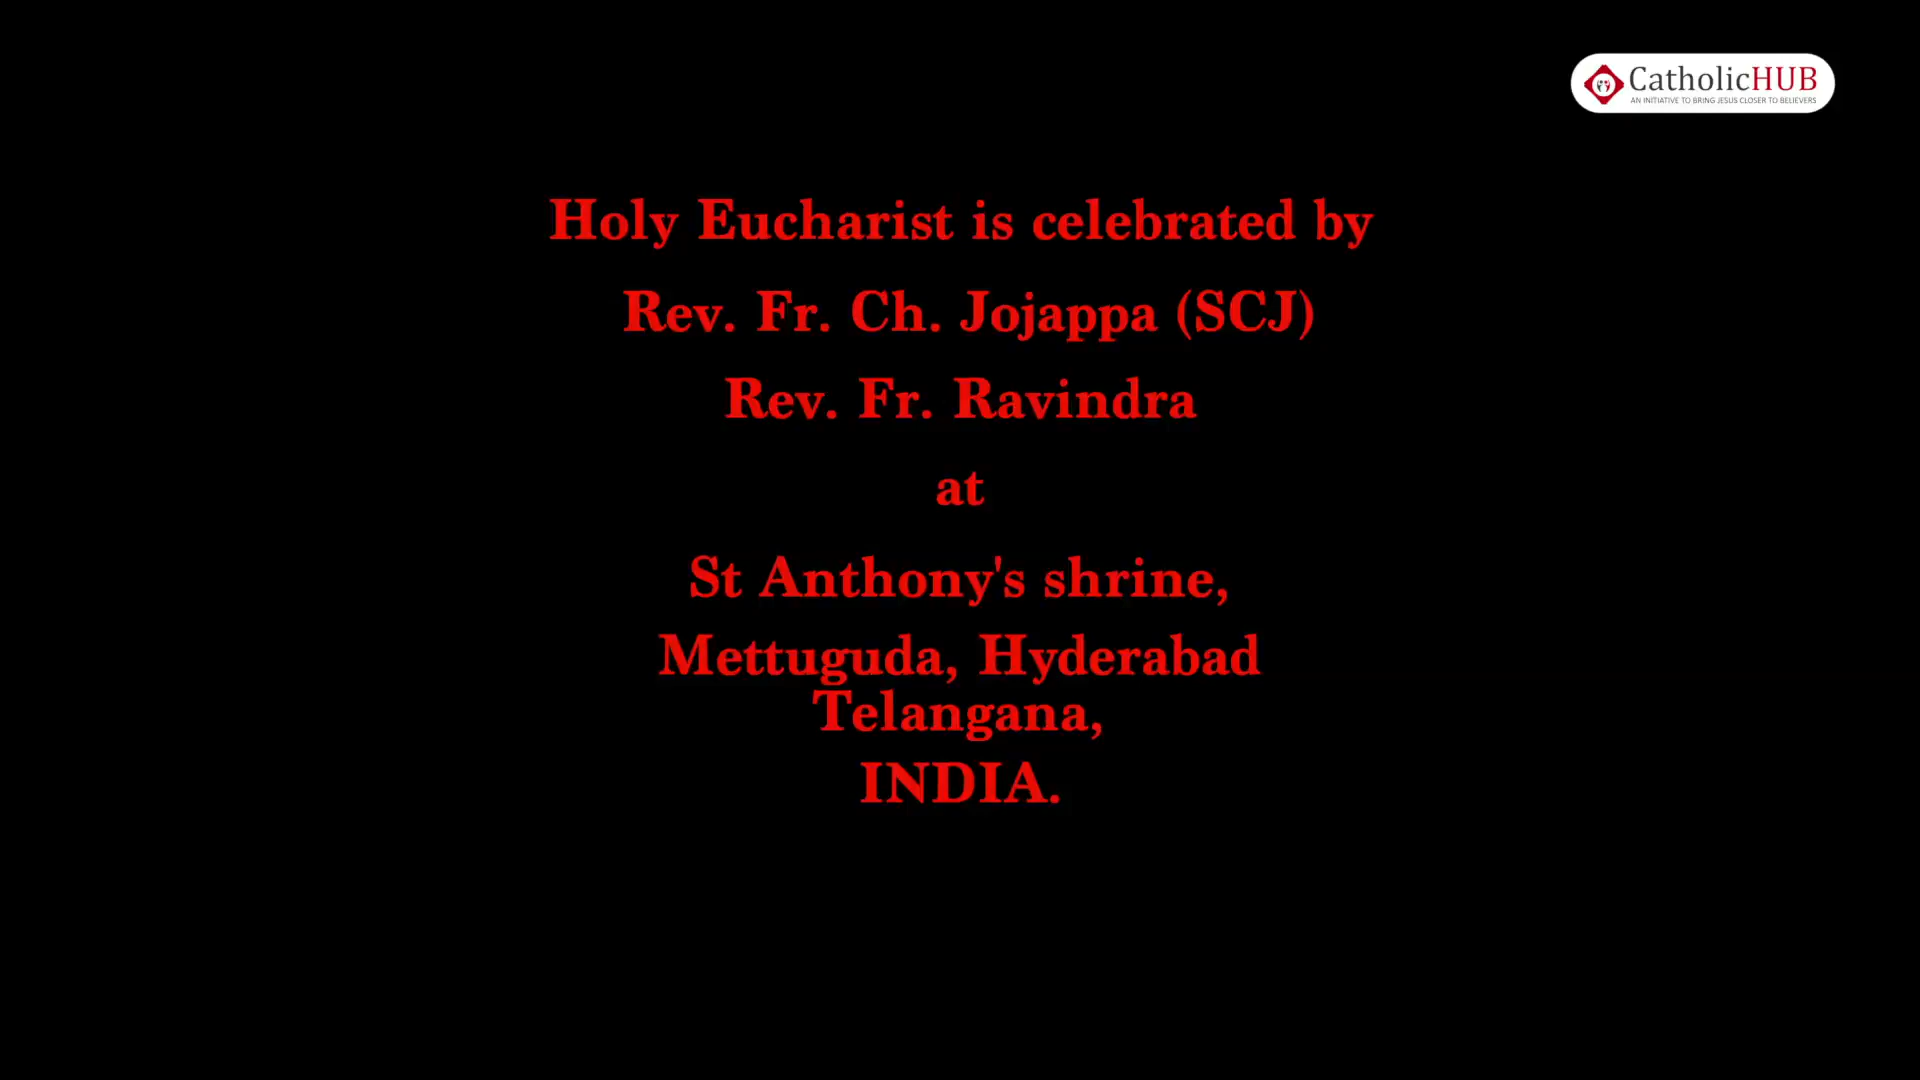 CatholicHUB
AN INITIATIVE TO BRING JESUS CLOSER TO BELIEVERS
Holy Eucharist is celebrated by
Rev. Fr. Ch. Jojappa (SCJ)
Rev. Fr. Ravindra
at
St Anthony's shrine,
Mettuguda, Hyderabad
Telangana,
INDIA.